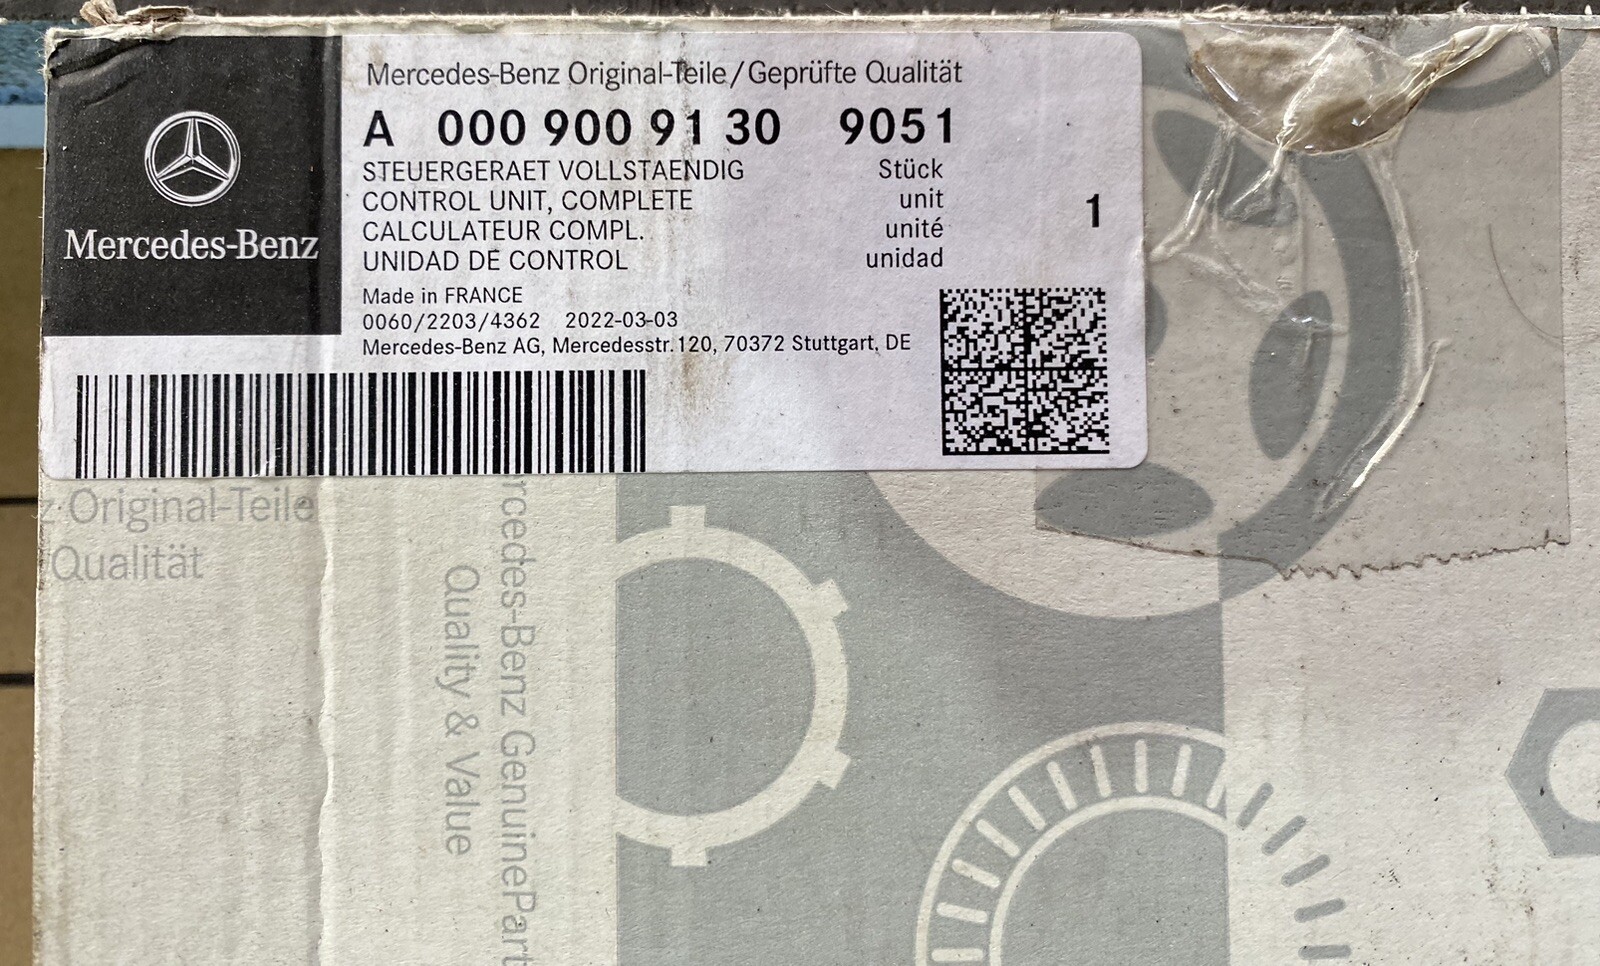 Mercedes-Benz
Mercedes-Benz Original-Teile/Geprüfte Qualität
A 000 900 91 30 9051
STEUERGERAET VOLLSTAENDIG Stück
CONTROL UNIT, COMPLETE unit
CALCULATEUR COMPL. unité
UNIDAD DE CONTROL unidad
1
Made in FRANCE
0060/2203/4362 2022-03-03
Mercedes-Benz AG, Mercedesstr.120, 70372 Stuttgart, DE
z Original-Teile
Qualität
rcedes-Benz GenuinePart
Quality & Value